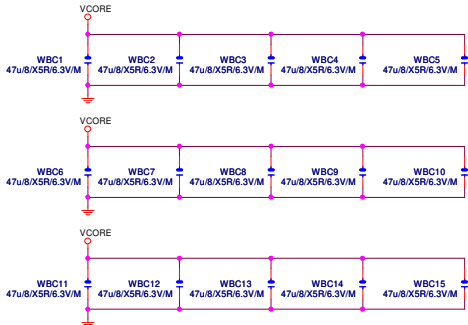 VCORE
WBC1 WBC2 WBC3 WBC4 WBC5
47u/8/X5R/6.3V/M 47u/8/X5R/6.3V/M 47u/8/X5R/6.3V/M 47u/8/X5R/6.3V/M 47u/8/X5R/6.3V/M
VCORE
WBC6 WBC7 WBC8 WBC9 WBC10
47u/8/X5R/6.3V/M 47u/8/X5R/6.3V/M 47u/8/X5R/6.3V/M 47u/8/X5R/6.3V/M 47u/8/X5R/6.3V/M
VCORE
WBC11 WBC12 WBC13 WBC14 WBC15
47u/8/X5R/6.3V/M 47u/8/X5R/6.3V/M 47u/8/X5R/6.3V/M 47u/8/X5R/6.3V/M 47u/8/X5R/6.3V/M